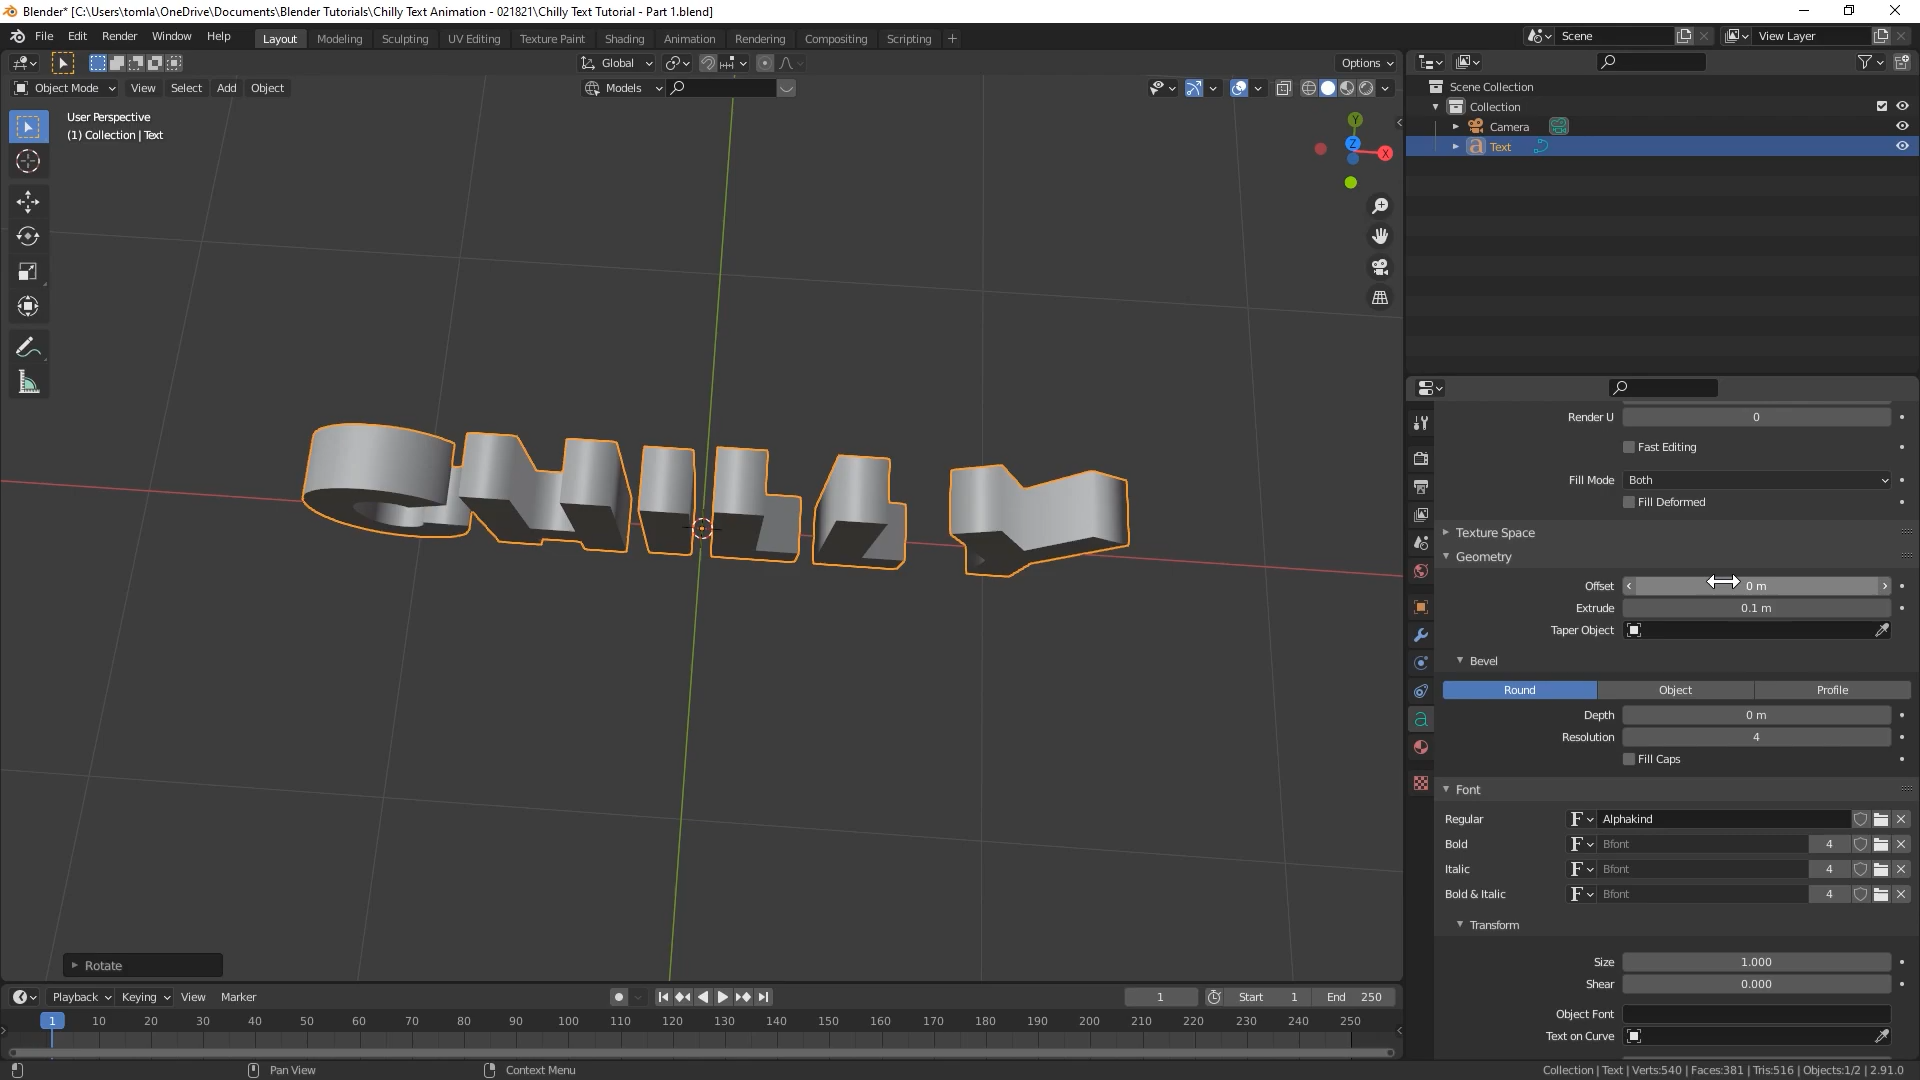 Blender* [C:\Users\tomla\OneDrive\Documents\Blender Tutorials\Chilly Text Animation - 021821\Chilly Text Tutorial - Part 1.blend]
File Edit Render Window Help Layout Modeling Sculpting UV Editing Texture Paint Shading Animation Rendering Compositing Scripting +
Scene View Layer
Global Options
Object Mode View Select Add Object Models
User Perspective
(1) Collection | Text
Scene Collection
Collection
Camera
a Text
Y
Z
X
CHILLY
Render U 0
Fast Editing
Fill Mode Both
Fill Deformed
Texture Space
Geometry
Offset 0 m
Extrude 0.1 m
Taper Object
Bevel
Round Object Profile
Depth 0 m
Resolution 4
Fill Caps
Font
Regular F Alphakind
Bold F Bfont 4
Italic F Bfont 4
Bold & Italic F Bfont 4
Transform
Size 1.000
Shear 0.000
Object Font
Text on Curve
Rotate
Playback Keying View Marker 1 Start 1 End 250
1 10 20 30 40 50 60 70 80 90 100 110 120 130 140 150 160 170 180 190 200 210 220 230 240 250
Pan View Context Menu Collection | Text | Verts:540 | Faces:381 | Tris:516 | Objects:1/2 | 2.91.0